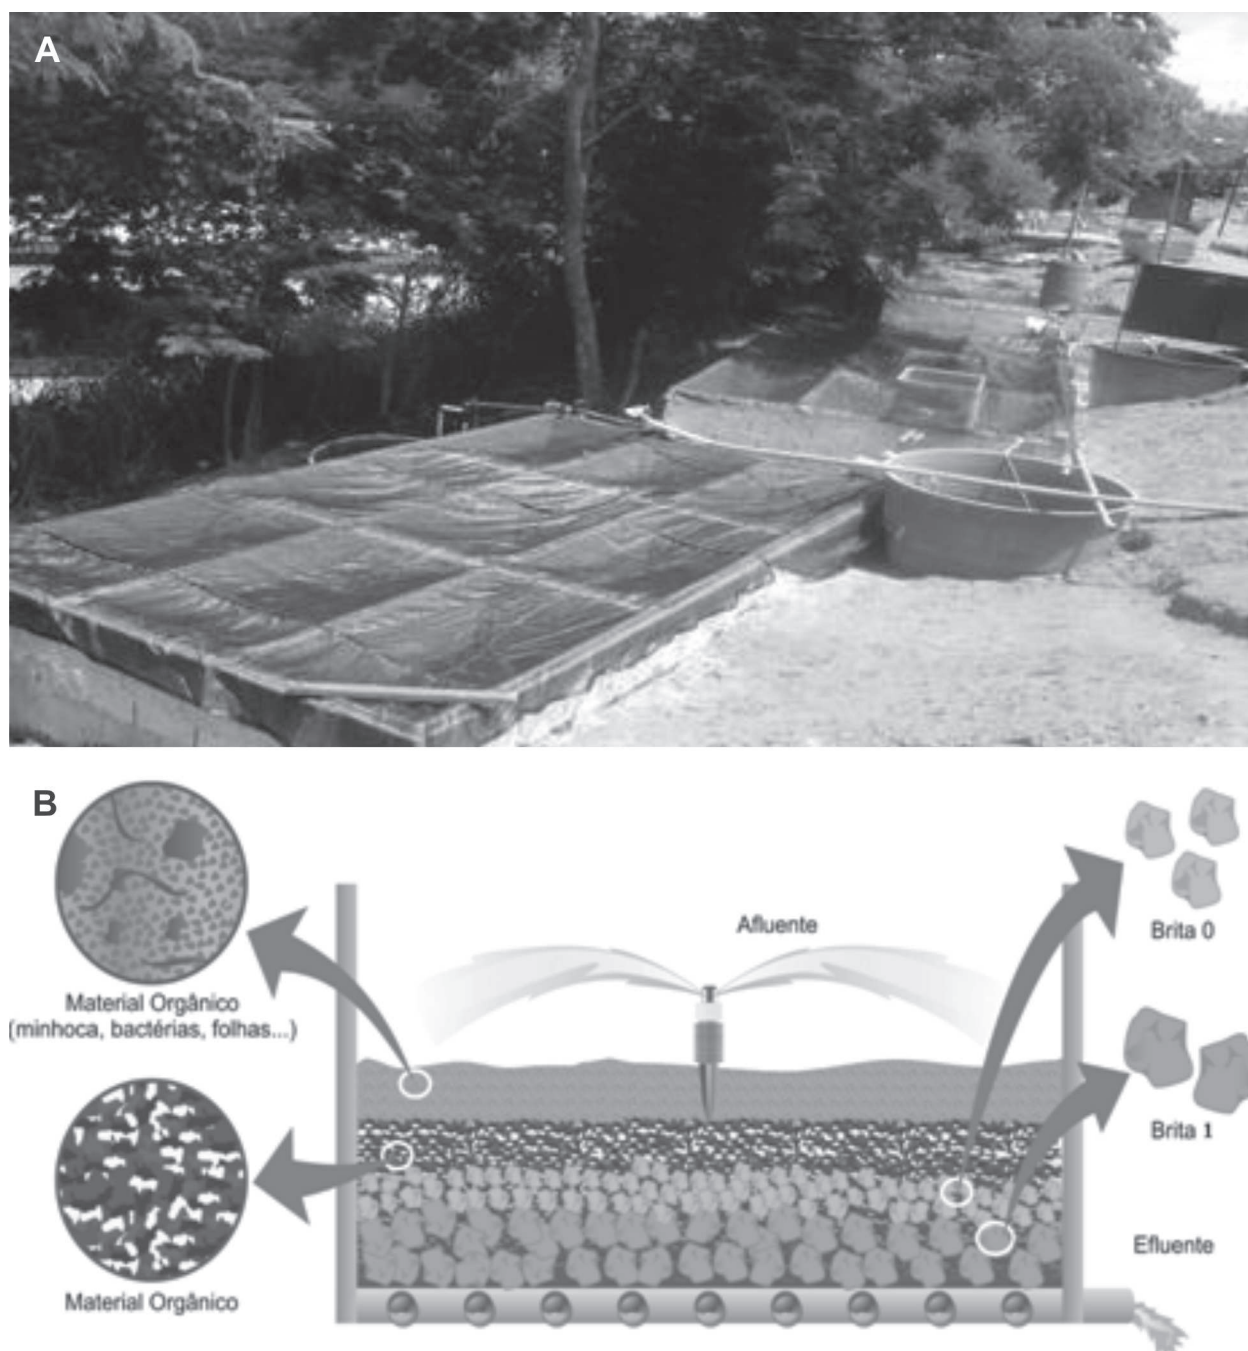 A
B
Afluente
Brita 0
Material Orgânico
(minhoca, bactérias, folhas...)
Brita 1
Efluente
Material Orgânico